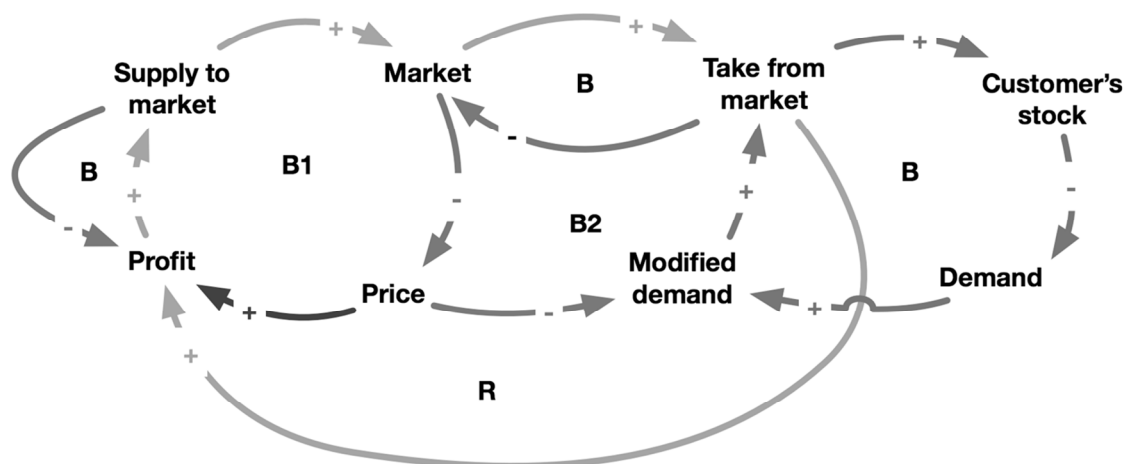 +
+
+
Supply to
market
Market
B
Take from
market
Customer's
stock
-
B
+
B1
-
+
B
-
-
B2
Profit
Price
Modified
demand
Demand
+
-
+
+
R